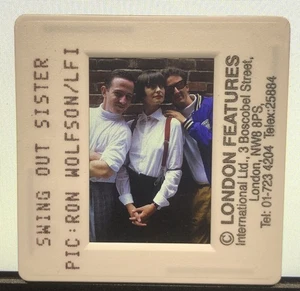 SWING OUT SISTER
PIC: RON WOLFSON/LFI
© LONDON FEATURES
International Ltd., 3 Boscobel Street,
London, NW8 8PS,
Tel: 01-723 4204 Telex:25884